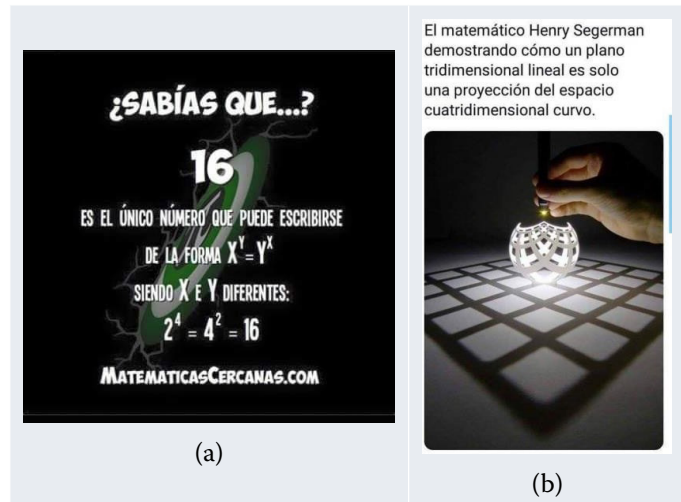 ¿SABÍAS QUE...?
16
ES EL ÚNICO NÚMERO QUE PUEDE ESCRIBIRSE
DE LA FORMA X^Y = Y^X
SIENDO X E Y DIFERENTES:
2^4 = 4^2 = 16
MATEMATICASCERCANAS.COM
(a)
El matemático Henry Segerman
demostrando cómo un plano
tridimensional lineal es solo
una proyección del espacio
cuatridimensional curvo.
(b)